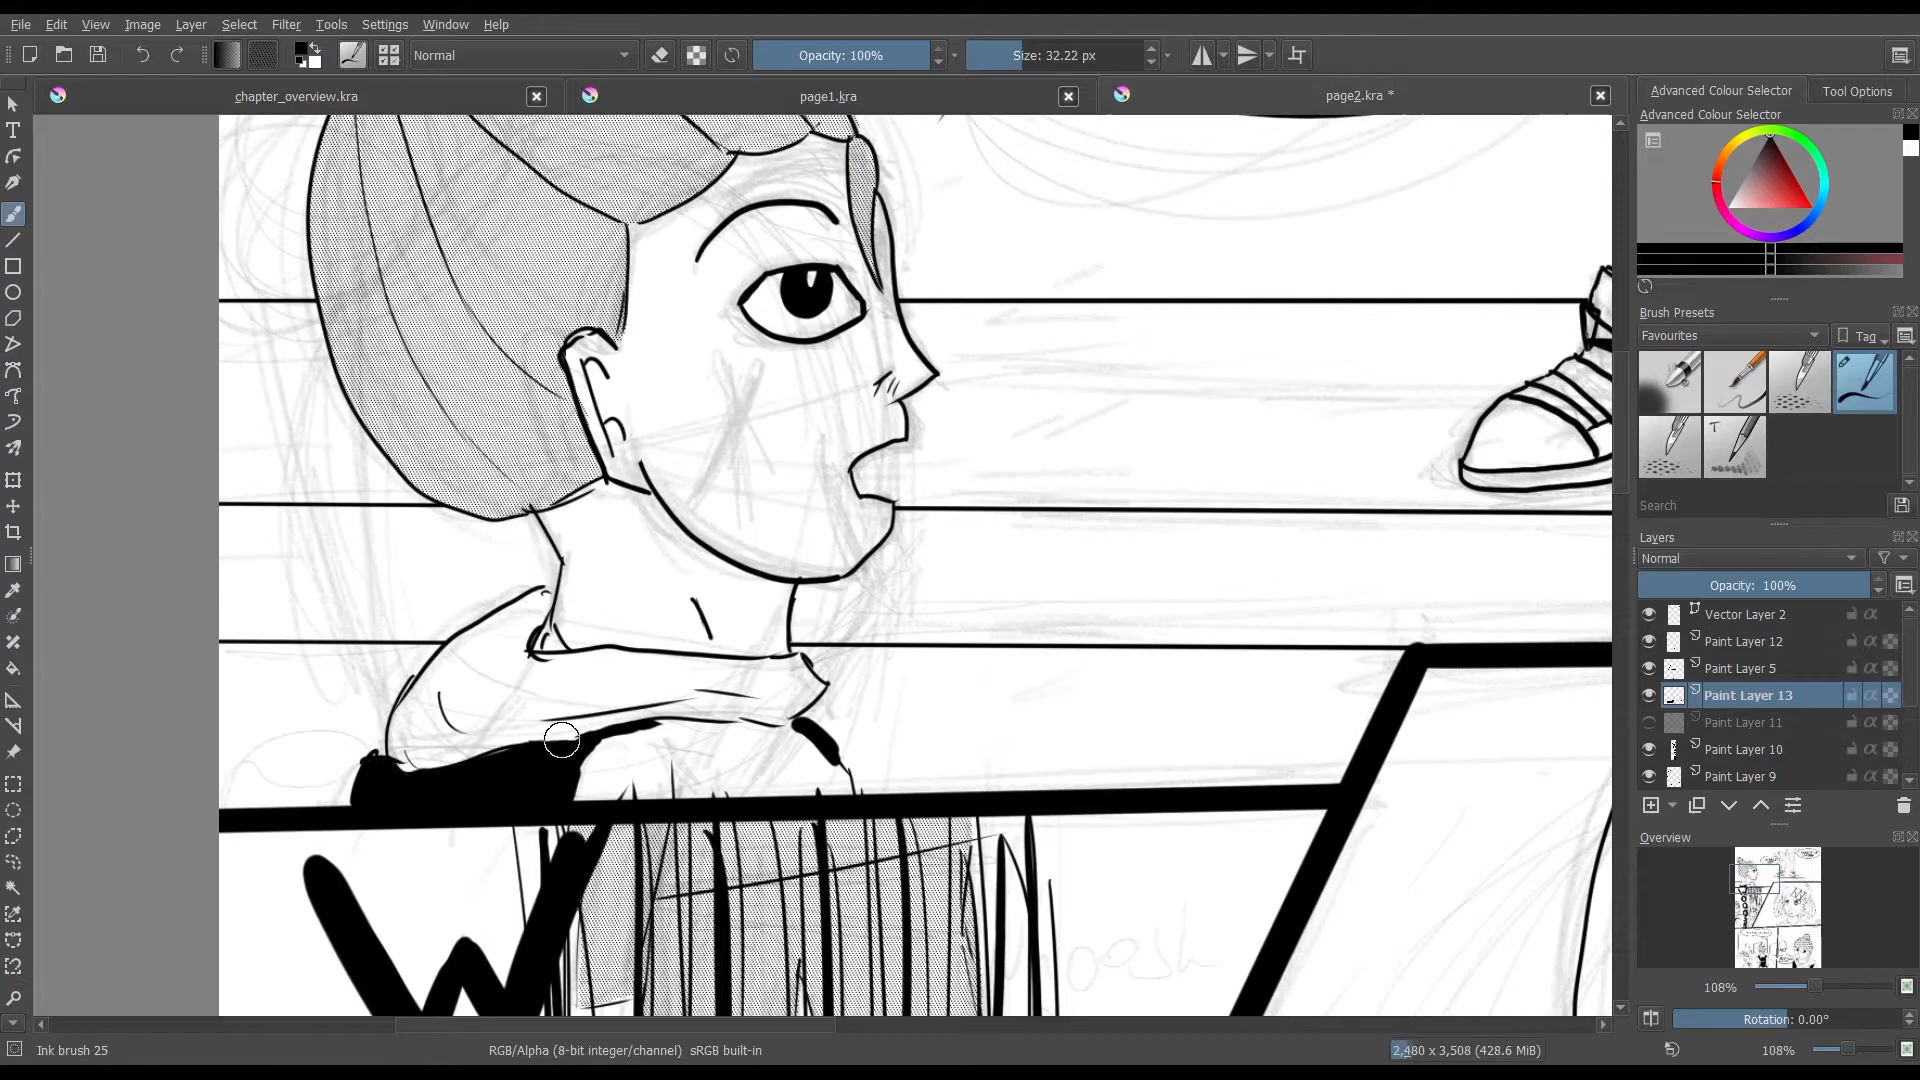 File Edit View Image Layer Select Filter Tools Settings Window Help
Normal Opacity: 100% Size: 32.22 px
chapter_overview.kra page1.kra page2.kra *
Advanced Colour Selector Tool Options
Advanced Colour Selector
Brush Presets
Favourites Tag
Search
Layers
Normal
Opacity: 100%
Vector Layer 2
Paint Layer 12
Paint Layer 5
Paint Layer 13
Paint Layer 11
Paint Layer 10
Paint Layer 9
Overview
108%
Rotation: 0.00°
W
Ink brush 25 RGB/Alpha (8-bit integer/channel) sRGB built-in 2,480 x 3,508 (428.6 MiB) 108%